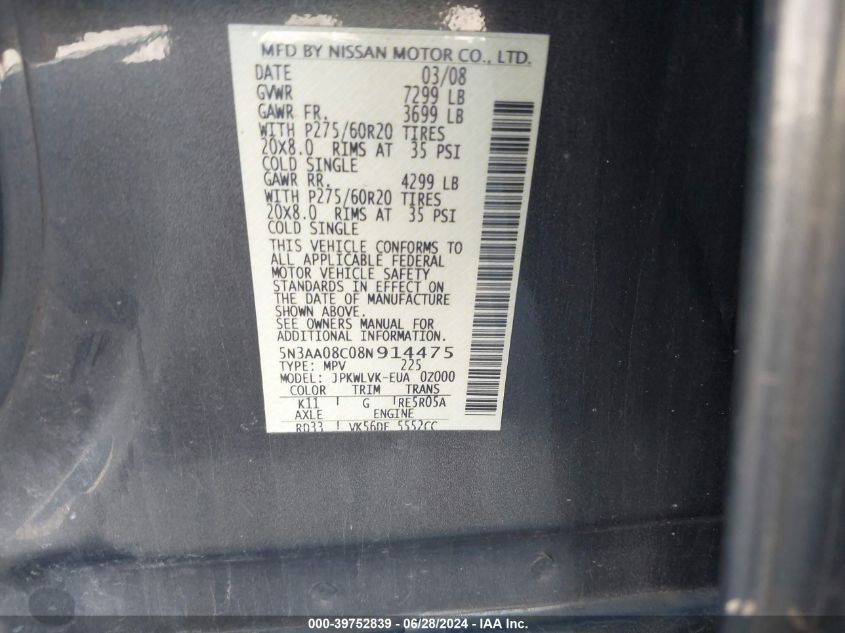 MFD BY NISSAN MOTOR CO., LTD.
DATE 03/08
GVWR 7299 LB
GAWR FR. 3699 LB
WITH P275/60R20 TIRES
20X8.0 RIMS AT 35 PSI
COLD SINGLE
GAWR RR. 4299 LB
WITH P275/60R20 TIRES
20X8.0 RIMS AT 35 PSI
COLD SINGLE
THIS VEHICLE CONFORMS TO
ALL APPLICABLE FEDERAL
MOTOR VEHICLE SAFETY
STANDARDS IN EFFECT ON
THE DATE OF MANUFACTURE
SHOWN ABOVE.
SEE OWNERS MANUAL FOR
ADDITIONAL INFORMATION.
5N3AA08C08N914475
TYPE: MPV 225
MODEL: JPKWLVK-EUA 0Z000
COLOR TRIM TRANS
K11 G RE5R05A
AXLE ENGINE
RD33 VK56DE 5552CC
000-39752839 - 06/28/2024 - IAA Inc.